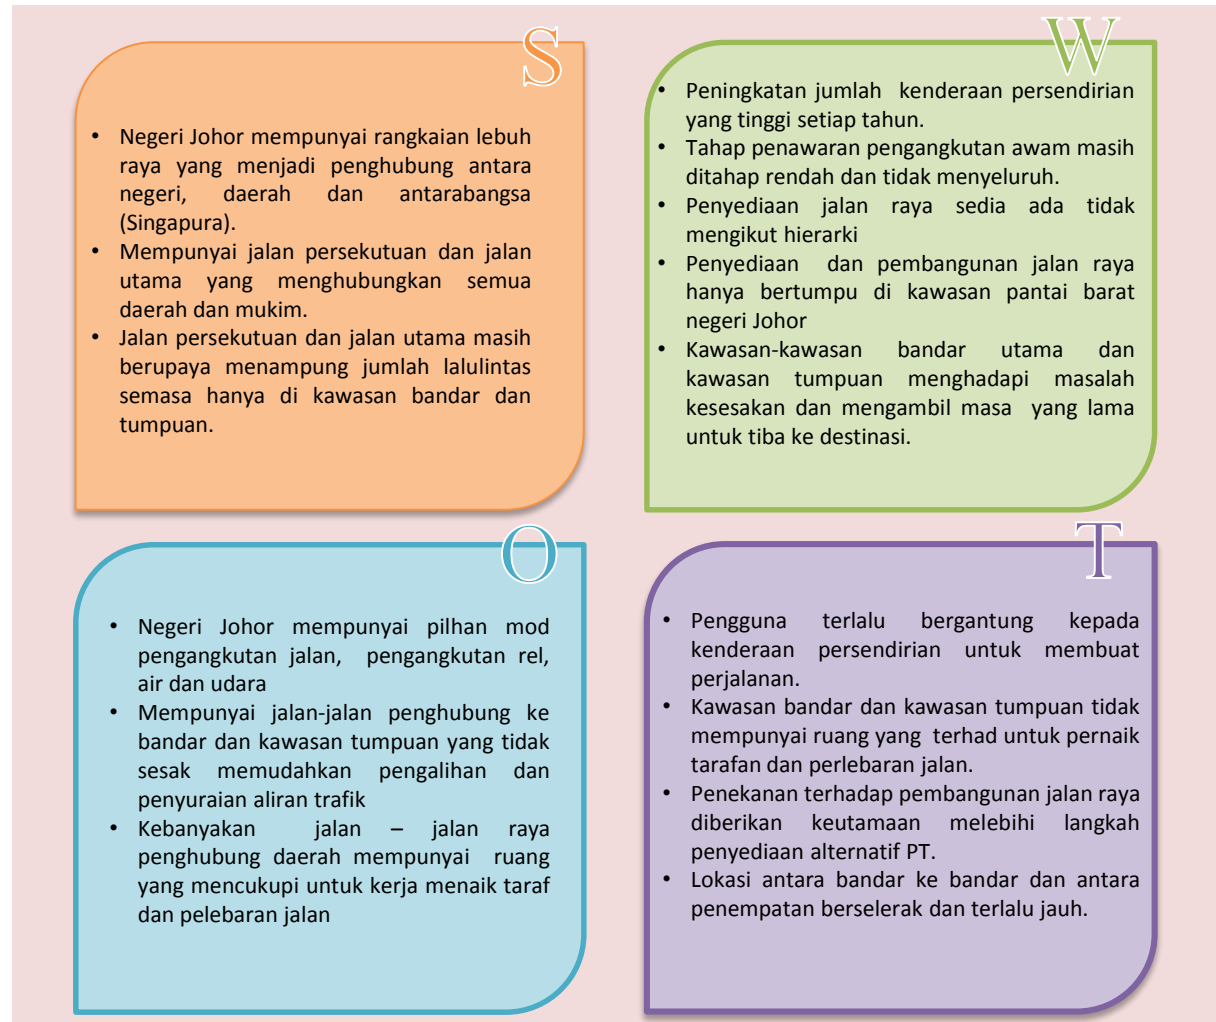 S
• Negeri Johor mempunyai rangkaian lebuh
raya yang menjadi penghubung antara
negeri, daerah dan antarabangsa
(Singapura).
• Mempunyai jalan persekutuan dan jalan
utama yang menghubungkan semua
daerah dan mukim.
• Jalan persekutuan dan jalan utama masih
berupaya menampung jumlah lalulintas
semasa hanya di kawasan bandar dan
tumpuan.
W
• Peningkatan jumlah kenderaan persendirian
yang tinggi setiap tahun.
• Tahap penawaran pengangkutan awam masih
ditahap rendah dan tidak menyeluruh.
• Penyediaan jalan raya sedia ada tidak
mengikut hierarki
• Penyediaan dan pembangunan jalan raya
hanya bertumpu di kawasan pantai barat
negeri Johor
• Kawasan-kawasan bandar utama dan
kawasan tumpuan menghadapi masalah
kesesakan dan mengambil masa yang lama
untuk tiba ke destinasi.
O
• Negeri Johor mempunyai pilhan mod
pengangkutan jalan, pengangkutan rel,
air dan udara
• Mempunyai jalan-jalan penghubung ke
bandar dan kawasan tumpuan yang tidak
sesak memudahkan pengalihan dan
penyuraian aliran trafik
• Kebanyakan jalan – jalan raya
penghubung daerah mempunyai ruang
yang mencukupi untuk kerja menaik taraf
dan pelebaran jalan
T
• Pengguna terlalu bergantung kepada
kenderaan persendirian untuk membuat
perjalanan.
• Kawasan bandar dan kawasan tumpuan tidak
mempunyai ruang yang terhad untuk pernaik
tarafan dan perlebaran jalan.
• Penekanan terhadap pembangunan jalan raya
diberikan keutamaan melebihi langkah
penyediaan alternatif PT.
• Lokasi antara bandar ke bandar dan antara
penempatan berselerak dan terlalu jauh.